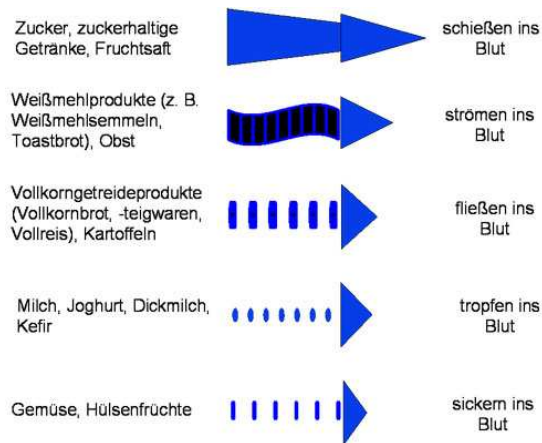 Zucker, zuckerhaltige
Getränke, Fruchtsaft
schießen ins
Blut
Weißmehlprodukte (z. B.
Weißmehlsemmeln,
Toastbrot), Obst
strömen ins
Blut
Vollkorngetreideprodukte
(Vollkornbrot, -teigwaren,
Vollreis), Kartoffeln
fließen ins
Blut
Milch, Joghurt, Dickmilch,
Kefir
tropfen ins
Blut
Gemüse, Hülsenfrüchte
sickern ins
Blut